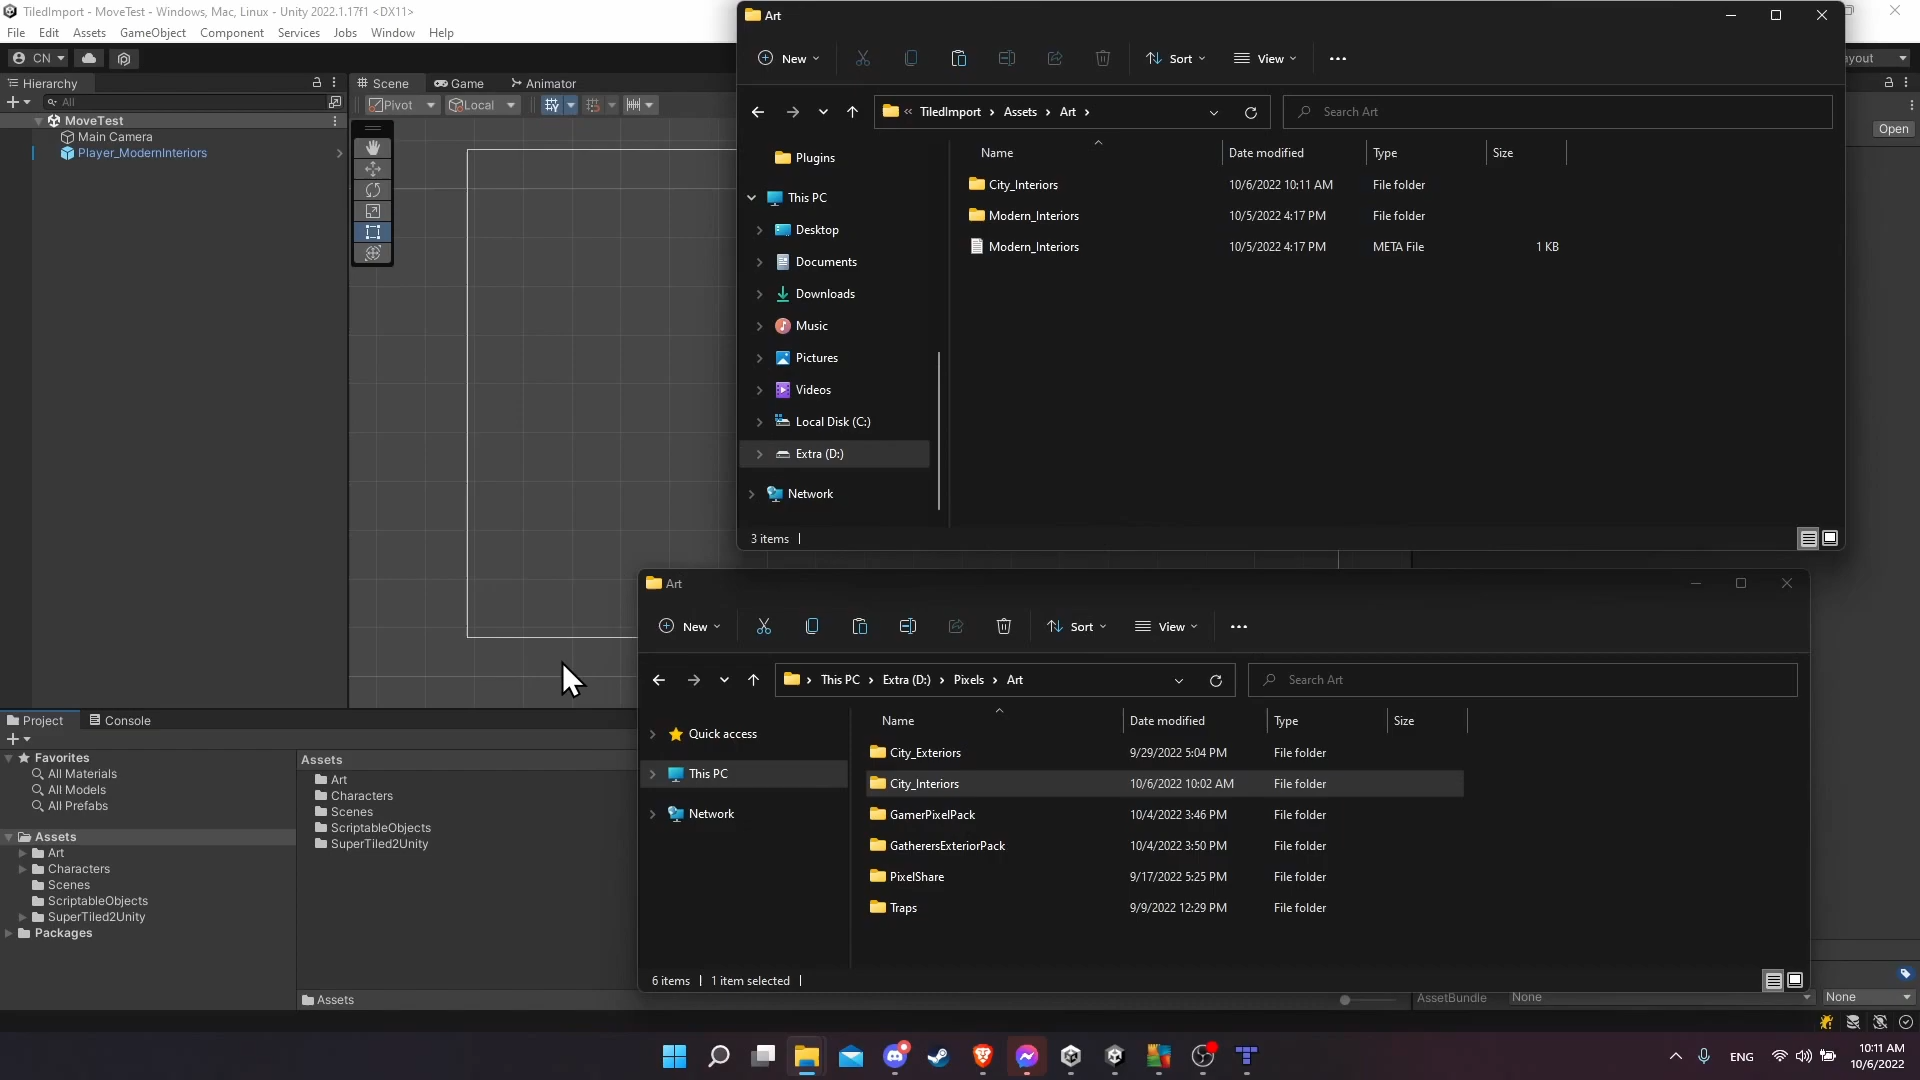 TiledImport - MoveTest - Windows, Mac, Linux - Unity 2022.1.17f1 <DX11>
File Edit Assets GameObject Component Services Jobs Window Help
CN
Hierarchy
All
MoveTest
Main Camera
Player_ModernInteriors
Scene Game Animator
Pivot Local
yout
Open
Art
New Sort View
« TiledImport > Assets > Art >
Search Art
Name Date modified Type Size
City_Interiors 10/6/2022 10:11 AM File folder
Modern_Interiors 10/5/2022 4:17 PM File folder
Modern_Interiors 10/5/2022 4:17 PM META File 1 KB
Plugins
This PC
Desktop
Documents
Downloads
Music
Pictures
Videos
Local Disk (C:)
Extra (D:)
Network
3 items
Art
New Sort View
This PC > Extra (D:) > Pixels > Art
Search Art
Quick access
This PC
Network
Name Date modified Type Size
City_Exteriors 9/29/2022 5:04 PM File folder
City_Interiors 10/6/2022 10:02 AM File folder
GamerPixelPack 10/4/2022 3:46 PM File folder
GatherersExteriorPack 10/4/2022 3:50 PM File folder
PixelShare 9/17/2022 5:25 PM File folder
Traps 9/9/2022 12:29 PM File folder
6 items 1 item selected
Project Console
Favorites
All Materials
All Models
All Prefabs
Assets
Art
Characters
Scenes
ScriptableObjects
SuperTiled2Unity
Packages
Assets
Art
Characters
Scenes
ScriptableObjects
SuperTiled2Unity
Assets
AssetBundle None None
ENG
10:11 AM
10/6/2022